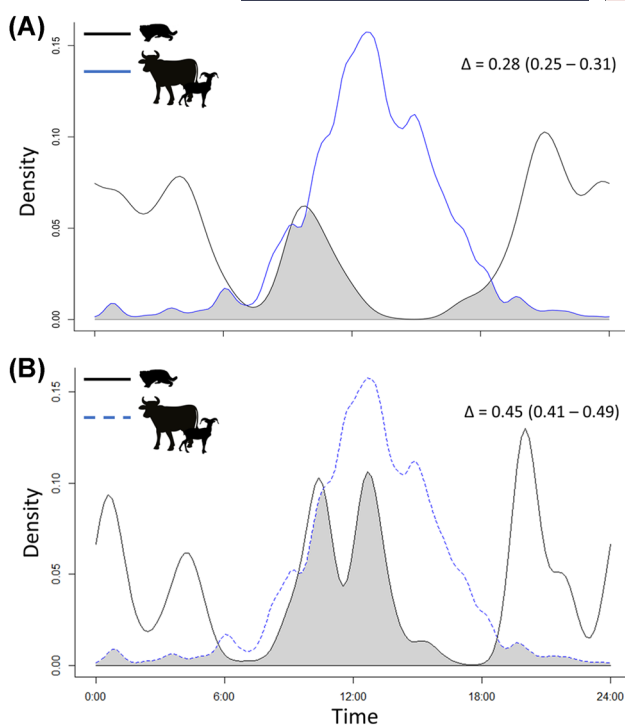 (A)
Δ = 0.28 (0.25 – 0.31)
0.15
0.10
0.05
0.00
Density
(B)
Δ = 0.45 (0.41 – 0.49)
0.15
0.10
0.05
0.00
Density
0:00 6:00 12:00 18:00 24:00
Time